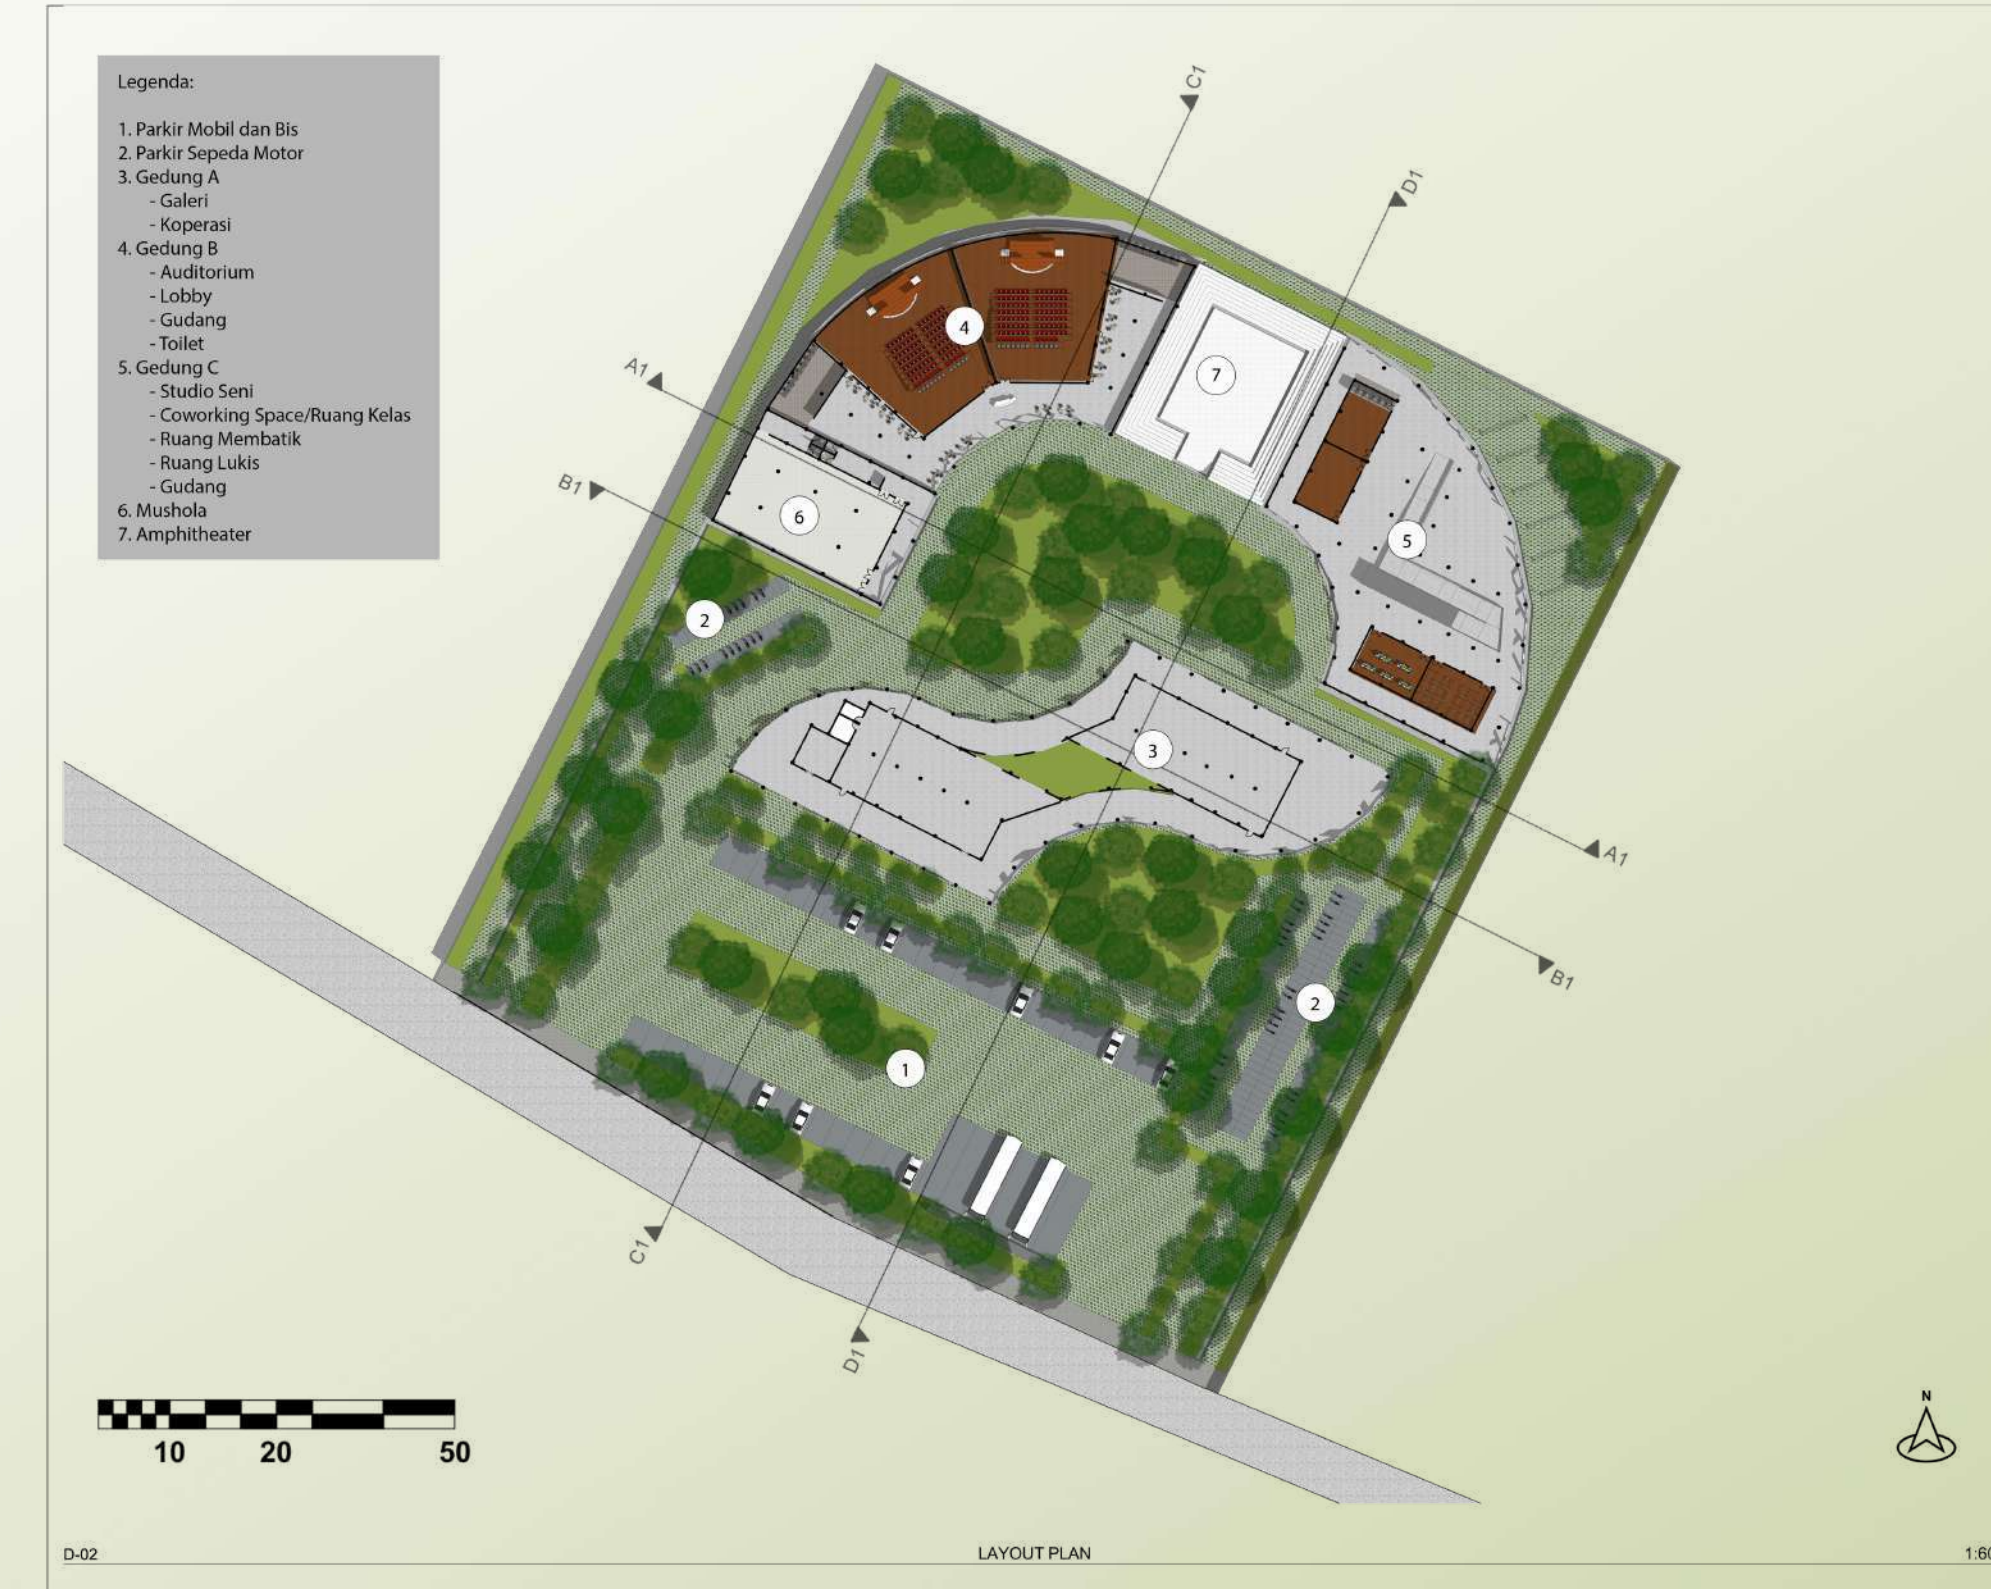 Legenda:
1. Parkir Mobil dan Bis
2. Parkir Sepeda Motor
3. Gedung A
- Galeri
- Koperasi
4. Gedung B
- Auditorium
- Lobby
- Gudang
- Toilet
5. Gedung C
- Studio Seni
- Coworking Space/Ruang Kelas
- Ruang Membatik
- Ruang Lukis
- Gudang
6. Mushola
7. Amphitheater
C1
D1
A1
B1
4
7
6
5
2
3
A1
B1
2
1
C1
D1
10 20 50
N
D-02 LAYOUT PLAN